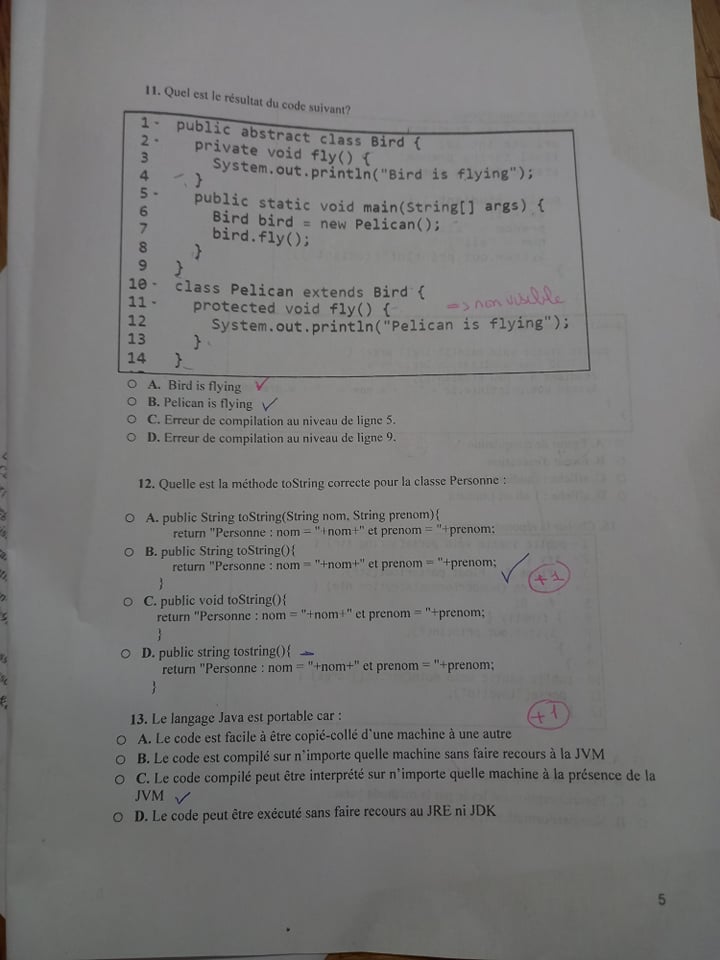 11. Quel est le résultat du code suivant?
1 - public abstract class Bird {
2 - private void fly() {
3 System.out.println("Bird is flying");
4 }
5 - public static void main(String[] args) {
6 Bird bird = new Pelican();
7 bird.fly();
8 }
9 }
10 - class Pelican extends Bird {
11 - protected void fly() { => non visible
12 System.out.println("Pelican is flying");
13 }
14 }
A. Bird is flying ✓
B. Pelican is flying ✓
C. Erreur de compilation au niveau de ligne 5.
D. Erreur de compilation au niveau de ligne 9.
12. Quelle est la méthode toString correcte pour la classe Personne :
A. public String toString(String nom, String prenom){
return "Personne : nom = "+nom+" et prenom = "+prenom;
B. public String toString(){
return "Personne : nom = "+nom+" et prenom = "+prenom; ✓ +1
}
C. public void toString(){
return "Personne : nom = "+nom+" et prenom = "+prenom;
}
D. public string tostring(){
return "Personne : nom = "+nom+" et prenom = "+prenom;
}
13. Le langage Java est portable car : +1
A. Le code est facile à être copié-collé d'une machine à une autre
B. Le code est compilé sur n'importe quelle machine sans faire recours à la JVM
C. Le code compilé peut être interprété sur n'importe quelle machine à la présence de la
JVM ✓
D. Le code peut être exécuté sans faire recours au JRE ni JDK
5